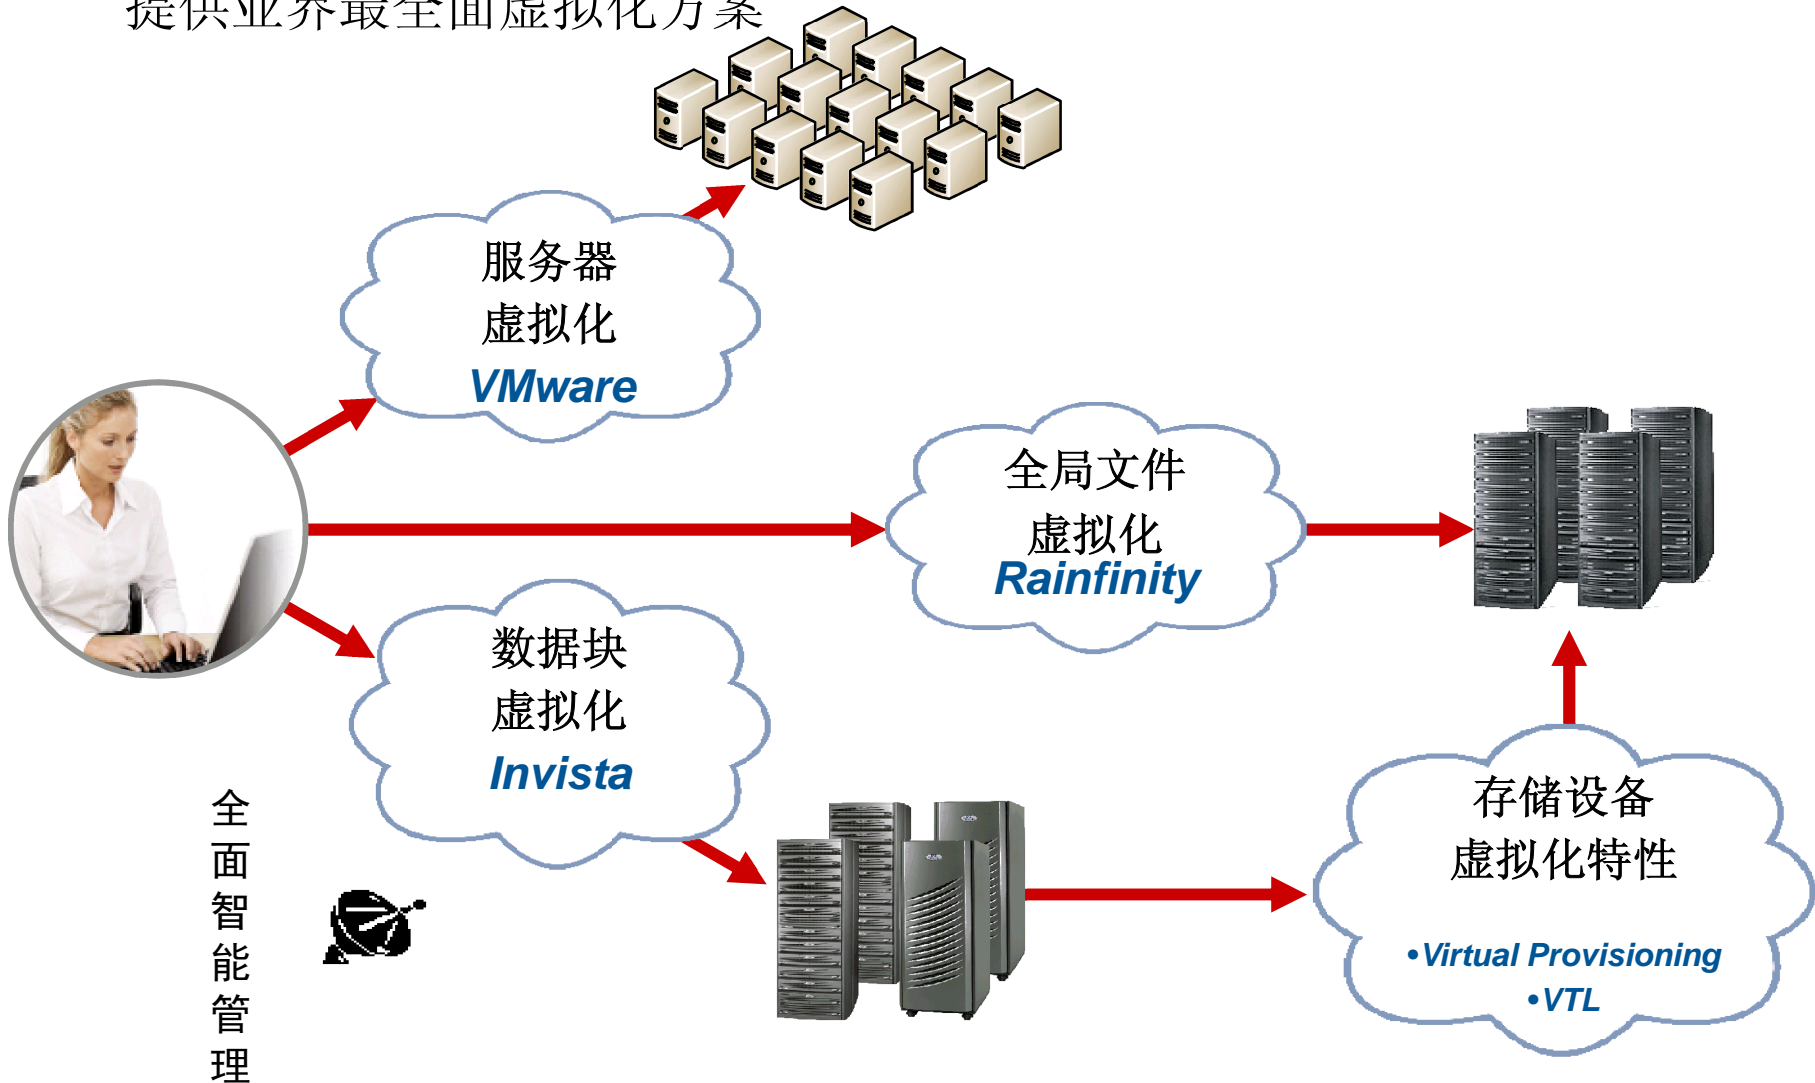 提供业界最全面虚拟化方案
服务器
虚拟化
VMware
全局文件
虚拟化
Rainfinity
数据块
虚拟化
Invista
存储设备
虚拟化特性
•Virtual Provisioning
•VTL
全
面
智
能
管
理